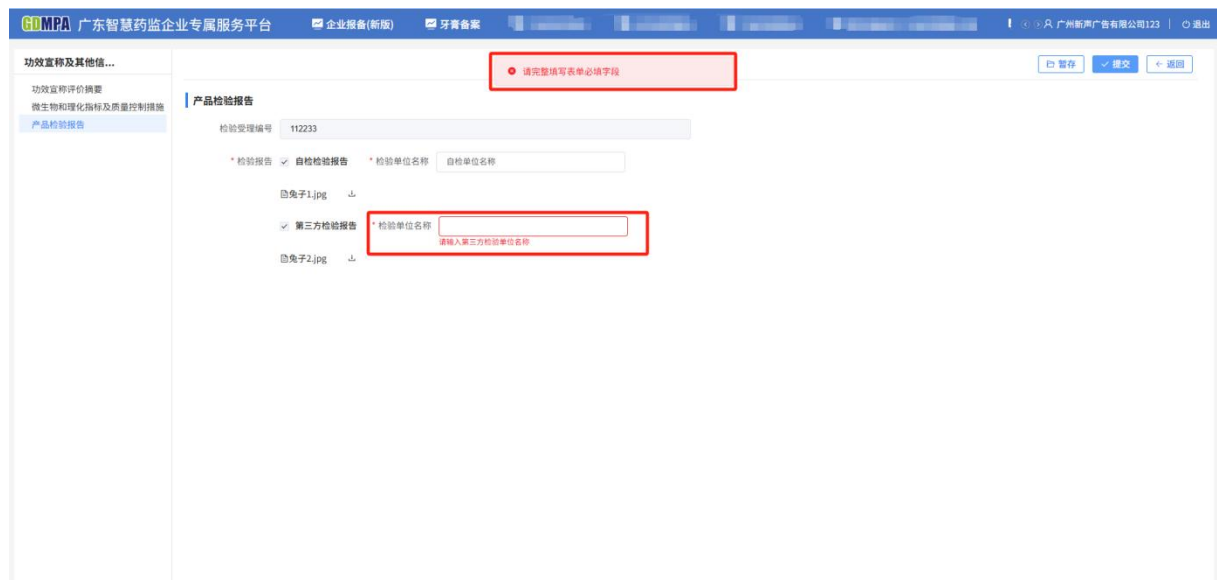 GDMPA 广东智慧药监企业专属服务平台 企业报备(新版) 牙膏备案 广州新声广告有限公司123 退出
功效宣称及其他信...
请完整填写表单必填字段
暂存 提交 返回
功效宣称评价摘要
微生物和理化指标及质量控制措施
产品检验报告
产品检验报告
检验受理编号 112233
* 检验报告 自检检验报告 * 检验单位名称 自检单位名称
兔子1.jpg
第三方检验报告 * 检验单位名称
请输入第三方检验单位名称
兔子2.jpg